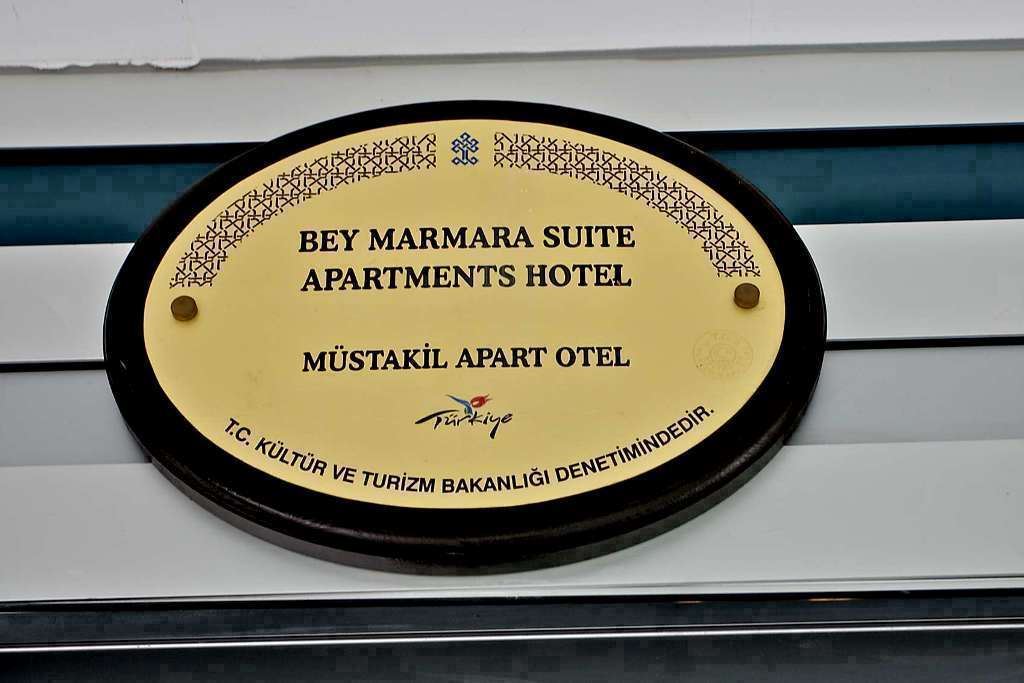 BEY MARMARA SUITE
APARTMENTS HOTEL
MÜSTAKİL APART OTEL
Türkiye
T.C. KÜLTÜR VE TURİZM BAKANLIĞI DENETİMİNDEDİR.